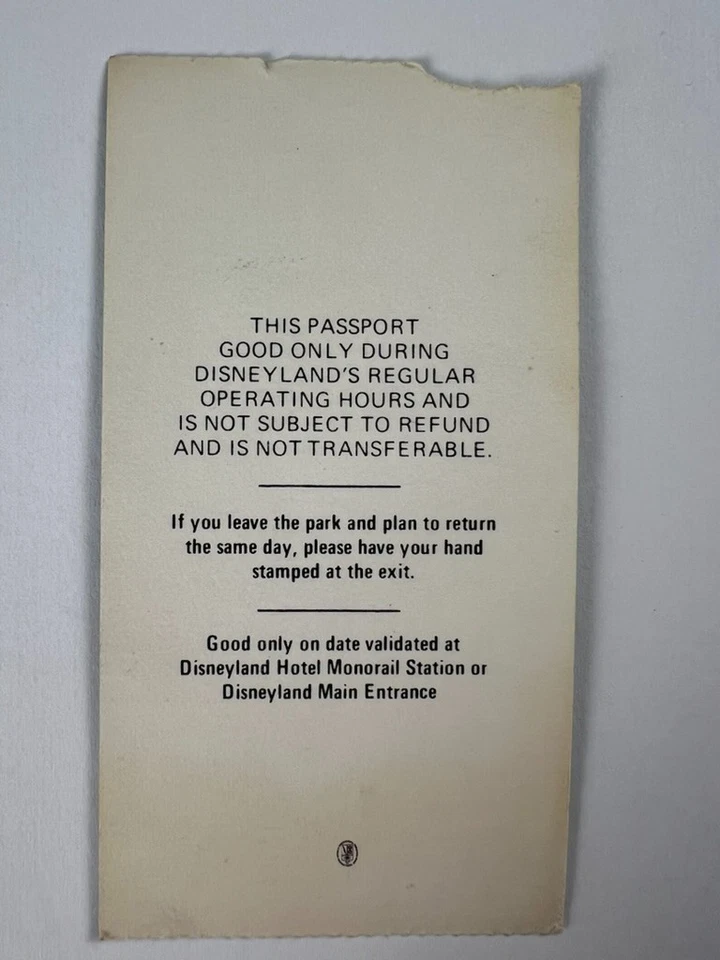 THIS PASSPORT
GOOD ONLY DURING
DISNEYLAND'S REGULAR
OPERATING HOURS AND
IS NOT SUBJECT TO REFUND
AND IS NOT TRANSFERABLE.
If you leave the park and plan to return
the same day, please have your hand
stamped at the exit.
Good only on date validated at
Disneyland Hotel Monorail Station or
Disneyland Main Entrance